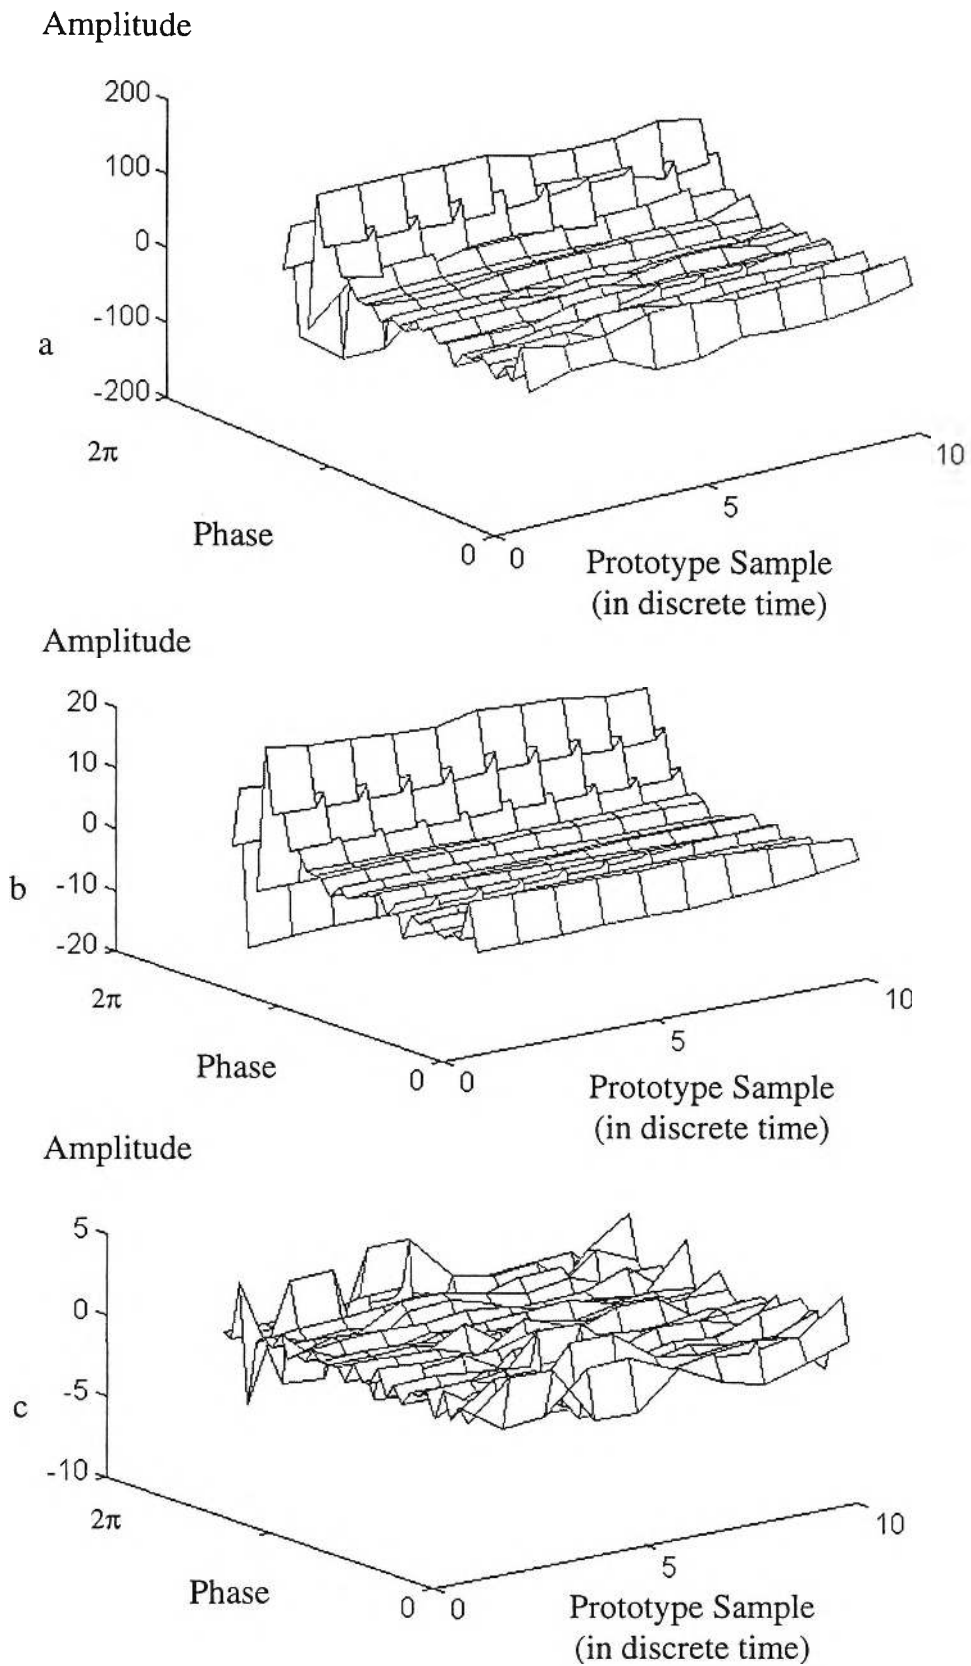 Amplitude
200
100
0
-100
a
-200
2π
10
5
Phase
0 0
Prototype Sample
(in discrete time)
Amplitude
20
10
0
b
-10
-20
2π
10
5
Phase
0 0
Prototype Sample
(in discrete time)
Amplitude
5
0
-5
c
-10
2π
10
5
Phase
0 0
Prototype Sample
(in discrete time)